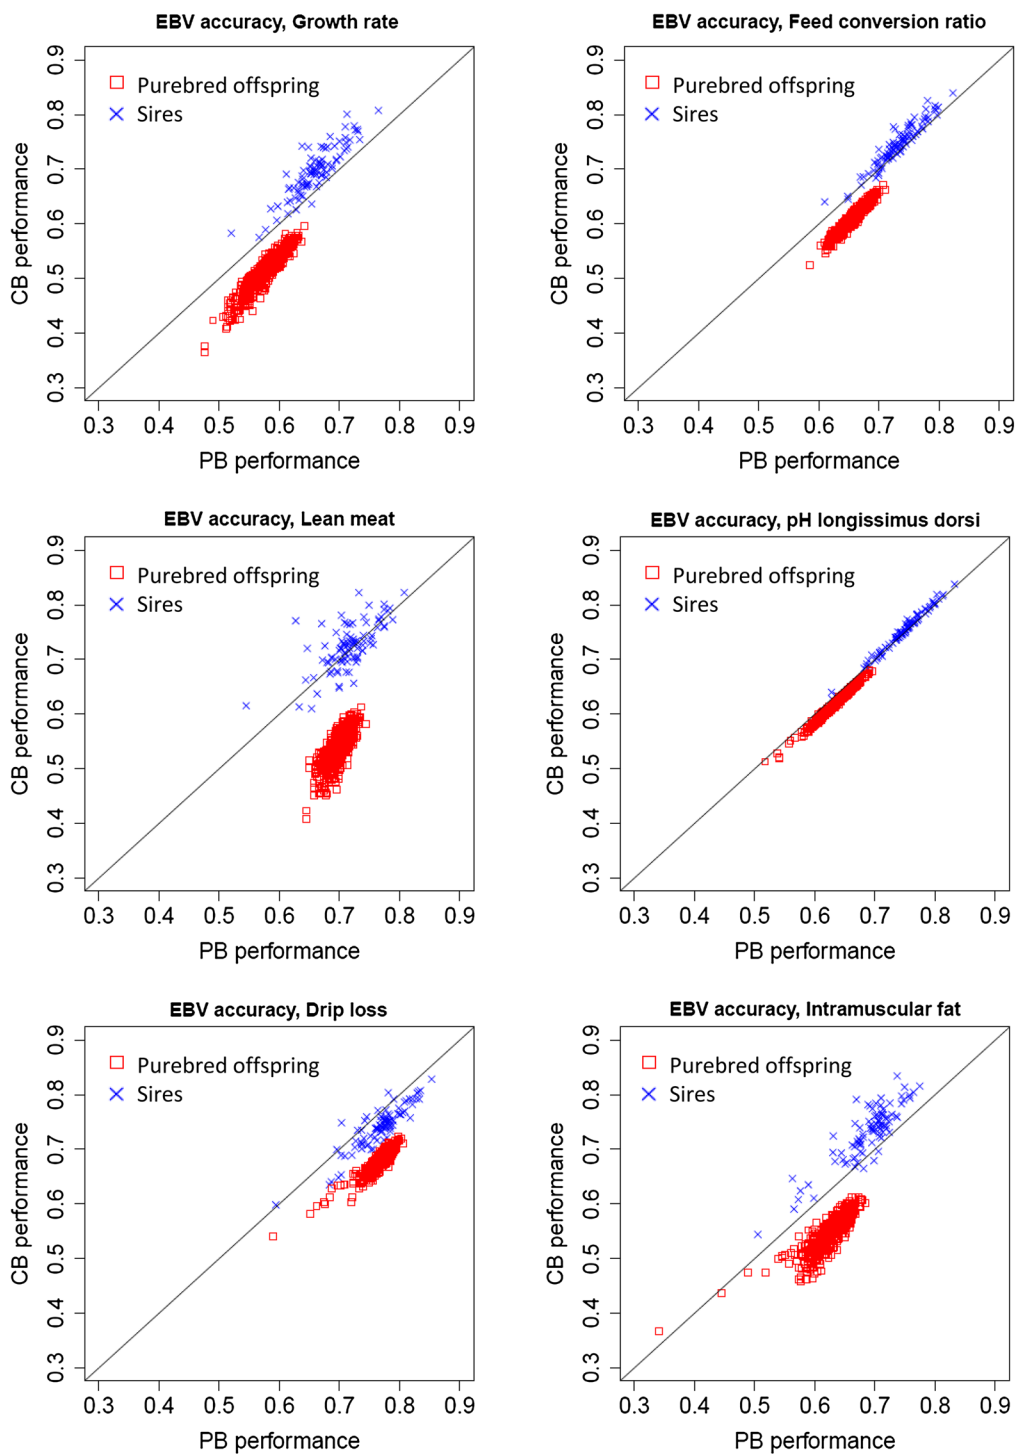 EBV accuracy, Growth rate
0.9
0.8
0.7
0.6
0.5
0.4
0.3
CB performance
Purebred offspring
Sires
0.3 0.4 0.5 0.6 0.7 0.8 0.9
PB performance
EBV accuracy, Feed conversion ratio
0.9
0.8
0.7
0.6
0.5
0.4
0.3
CB performance
Purebred offspring
Sires
0.3 0.4 0.5 0.6 0.7 0.8 0.9
PB performance
EBV accuracy, Lean meat
0.9
0.8
0.7
0.6
0.5
0.4
0.3
CB performance
Purebred offspring
Sires
0.3 0.4 0.5 0.6 0.7 0.8 0.9
PB performance
EBV accuracy, pH longissimus dorsi
0.9
0.8
0.7
0.6
0.5
0.4
0.3
CB performance
Purebred offspring
Sires
0.3 0.4 0.5 0.6 0.7 0.8 0.9
PB performance
EBV accuracy, Drip loss
0.9
0.8
0.7
0.6
0.5
0.4
0.3
CB performance
Purebred offspring
Sires
0.3 0.4 0.5 0.6 0.7 0.8 0.9
PB performance
EBV accuracy, Intramuscular fat
0.9
0.8
0.7
0.6
0.5
0.4
0.3
CB performance
Purebred offspring
Sires
0.3 0.4 0.5 0.6 0.7 0.8 0.9
PB performance